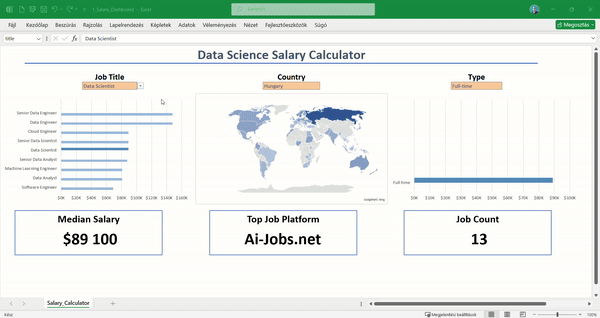 1_Salary_Dashboard - Excel
Fájl Kezdőlap Beszúrás Rajzolás Lapelrendezés Képletek Adatok Véleményezés Nézet Fejlesztőeszközök Súgó Megosztás
title Data Scientist
Data Science Salary Calculator
Job Title Country Type
Data Scientist Hungary Full-time
Senior Data Engineer
Data Engineer
Cloud Engineer
Senior Data Scientist
Data Scientist
Senior Data Analyst
Machine Learning Engineer
Data Analyst
Software Engineer
$0K $20K $40K $60K $80K $100K $120K $140K $160K
Full-time
$0K $10K $20K $30K $40K $50K $60K $70K $80K $90K $100K
Median Salary
$89 100
Top Job Platform
Ai-Jobs.net
Job Count
13
Salary_Calculator
Kész Megjelenítési beállítások 100%